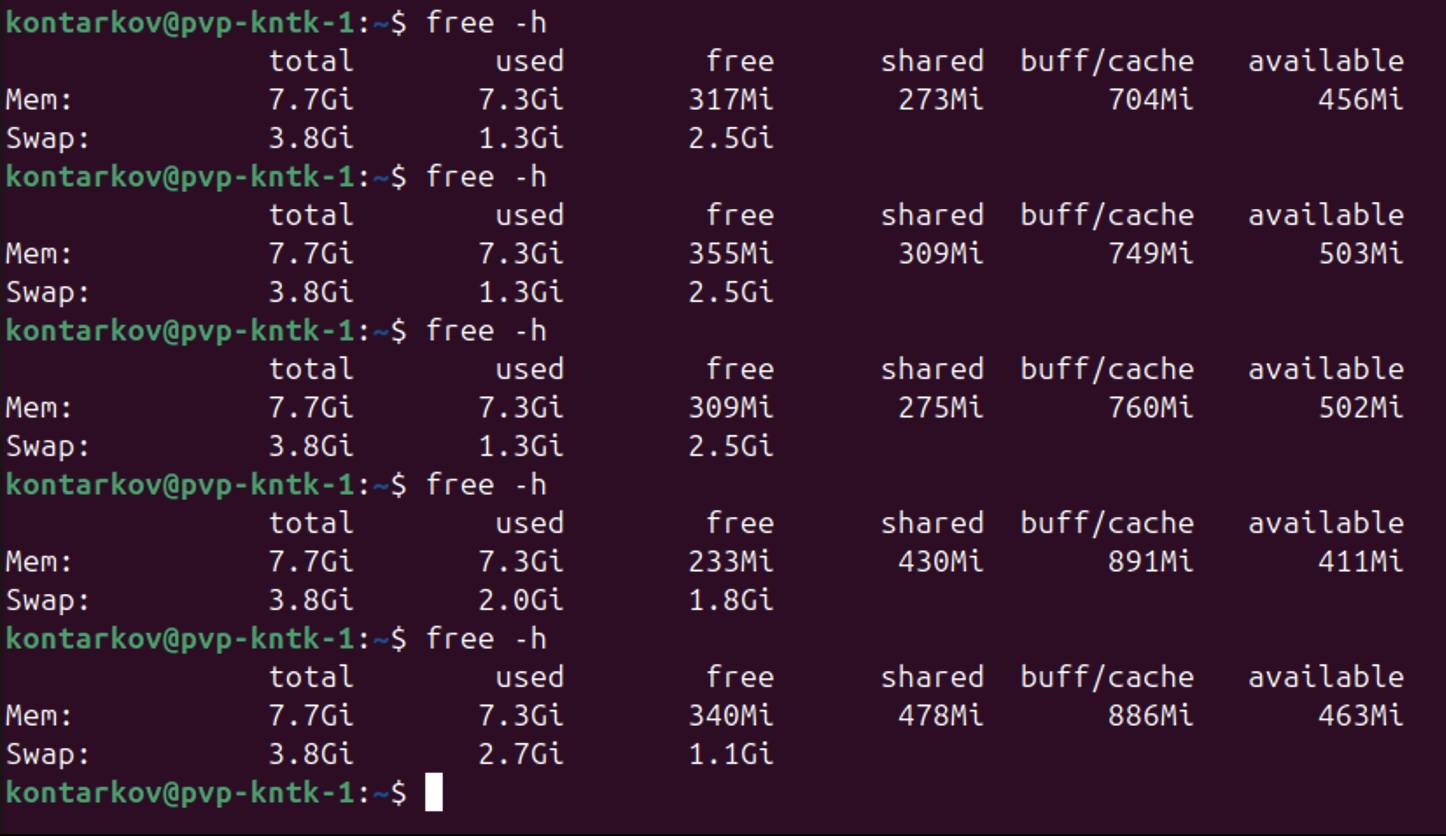 kontarkov@pvp-kntk-1:~$ free -h
total used free shared buff/cache available
Mem: 7.7Gi 7.3Gi 317Mi 273Mi 704Mi 456Mi
Swap: 3.8Gi 1.3Gi 2.5Gi
kontarkov@pvp-kntk-1:~$ free -h
total used free shared buff/cache available
Mem: 7.7Gi 7.3Gi 355Mi 309Mi 749Mi 503Mi
Swap: 3.8Gi 1.3Gi 2.5Gi
kontarkov@pvp-kntk-1:~$ free -h
total used free shared buff/cache available
Mem: 7.7Gi 7.3Gi 309Mi 275Mi 760Mi 502Mi
Swap: 3.8Gi 1.3Gi 2.5Gi
kontarkov@pvp-kntk-1:~$ free -h
total used free shared buff/cache available
Mem: 7.7Gi 7.3Gi 233Mi 430Mi 891Mi 411Mi
Swap: 3.8Gi 2.0Gi 1.8Gi
kontarkov@pvp-kntk-1:~$ free -h
total used free shared buff/cache available
Mem: 7.7Gi 7.3Gi 340Mi 478Mi 886Mi 463Mi
Swap: 3.8Gi 2.7Gi 1.1Gi
kontarkov@pvp-kntk-1:~$